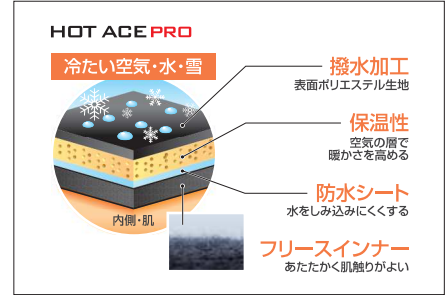 HOT ACE PRO
冷たい空気・水・雪
撥水加工
表面ポリエステル生地
保温性
空気の層で
暖かさを高める
防水シート
水をしみ込みにくくする
内側・肌
フリースインナー
あたたかく肌触りがよい